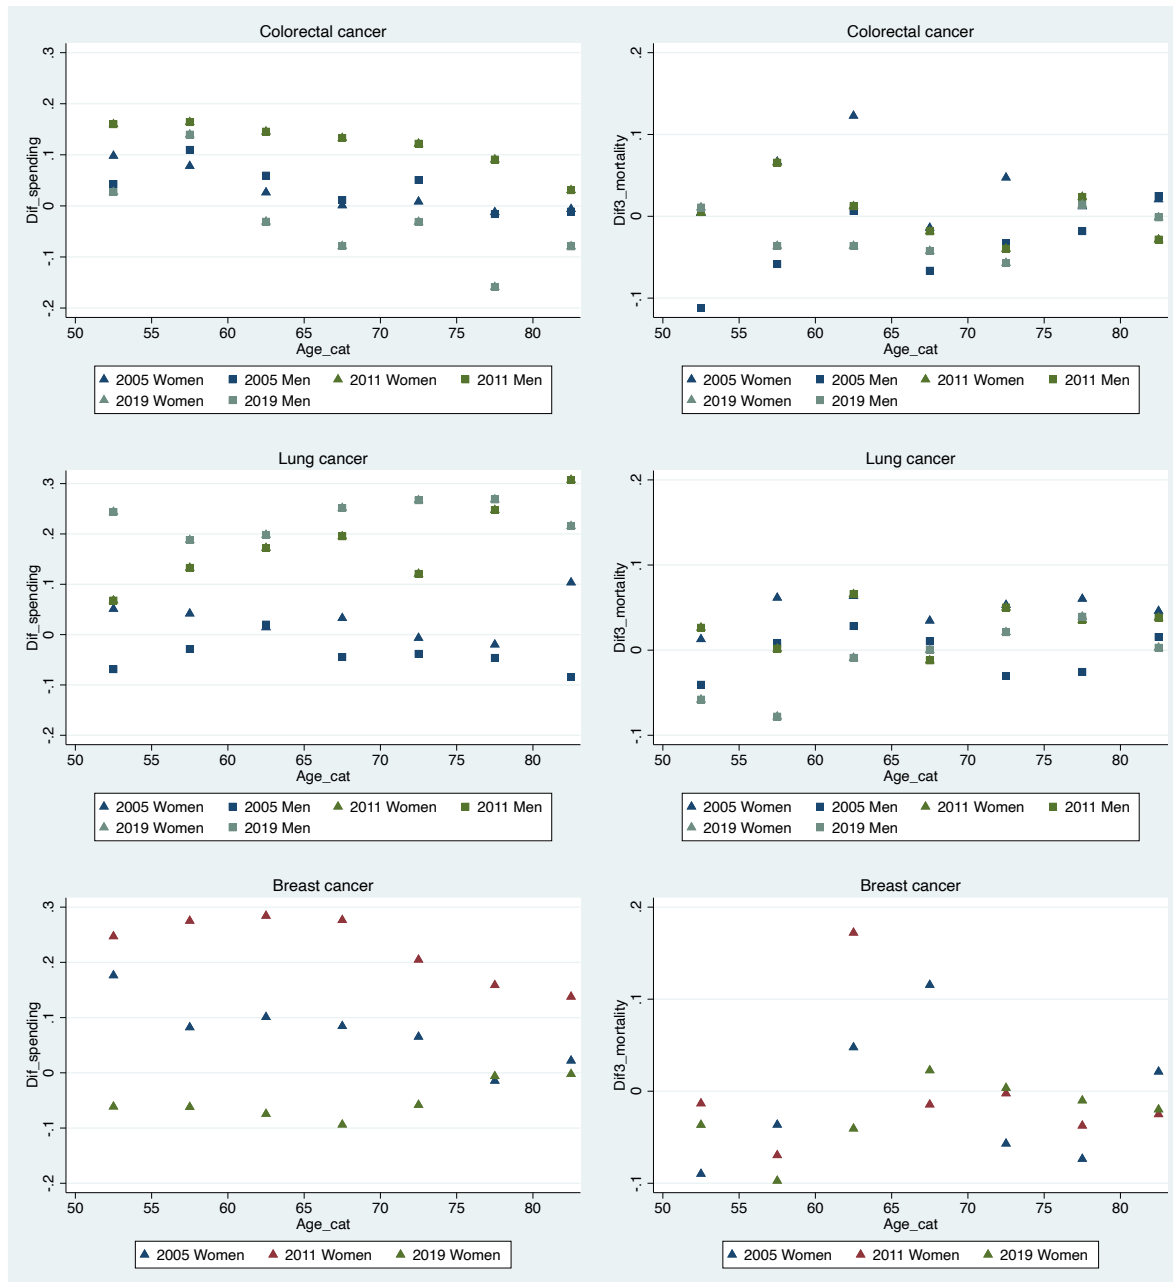 Colorectal cancer
Dif_spending
.3
.2
.1
0
-.1
-.2
50 55 60 65 70 75 80
Age_cat
2005 Women 2005 Men 2011 Women 2011 Men
2019 Women 2019 Men
Colorectal cancer
Dif3_mortality
.2
.1
0
-.1
50 55 60 65 70 75 80
Age_cat
2005 Women 2005 Men 2011 Women 2011 Men
2019 Women 2019 Men
Lung cancer
Dif_spending
.3
.2
.1
0
-.1
-.2
50 55 60 65 70 75 80
Age_cat
2005 Women 2005 Men 2011 Women 2011 Men
2019 Women 2019 Men
Lung cancer
Dif3_mortality
.2
.1
0
-.1
50 55 60 65 70 75 80
Age_cat
2005 Women 2005 Men 2011 Women 2011 Men
2019 Women 2019 Men
Breast cancer
Dif_spending
.3
.2
.1
0
-.1
-.2
50 55 60 65 70 75 80
Age_cat
2005 Women 2011 Women 2019 Women
Breast cancer
Dif3_mortality
.2
.1
0
-.1
50 55 60 65 70 75 80
Age_cat
2005 Women 2011 Women 2019 Women